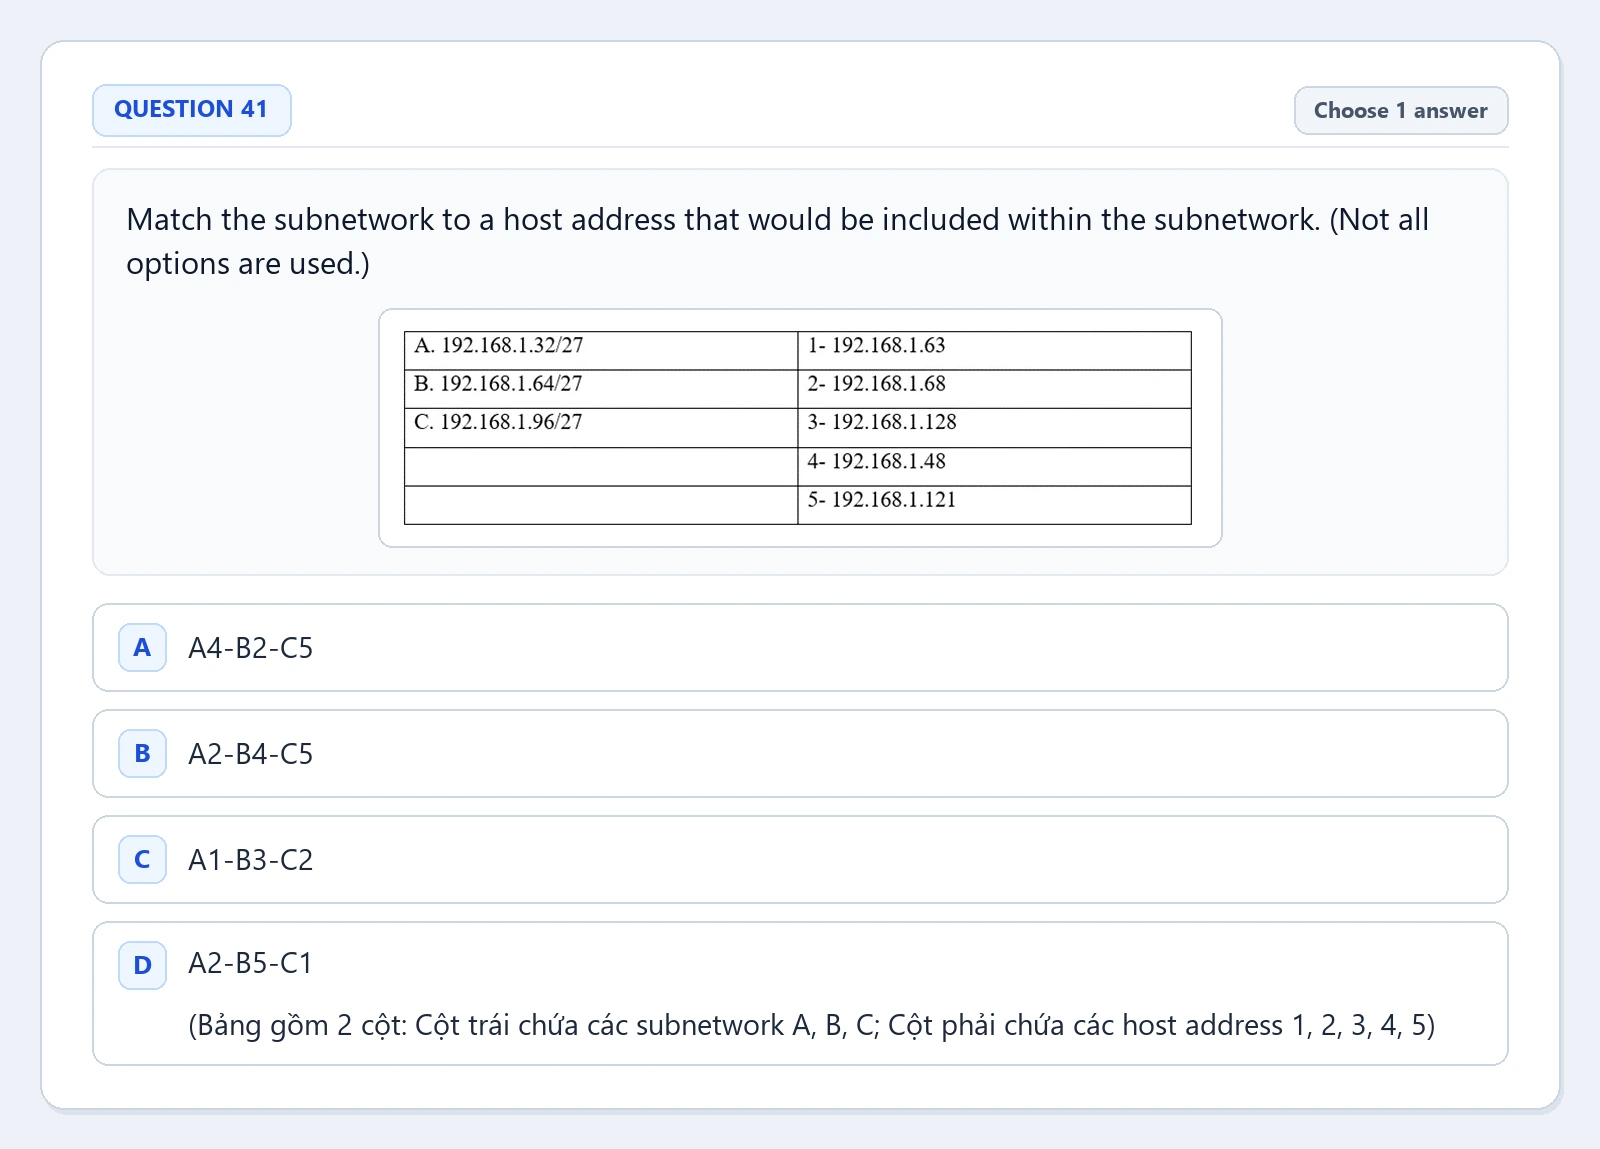 QUESTION 41
Choose 1 answer
Match the subnetwork to a host address that would be included within the subnetwork. (Not all
options are used.)
A. 192.168.1.32/27 1- 192.168.1.63
B. 192.168.1.64/27 2- 192.168.1.68
C. 192.168.1.96/27 3- 192.168.1.128
4- 192.168.1.48
5- 192.168.1.121
A A4-B2-C5
B A2-B4-C5
C A1-B3-C2
D A2-B5-C1
(Bảng gồm 2 cột: Cột trái chứa các subnetwork A, B, C; Cột phải chứa các host address 1, 2, 3, 4, 5)